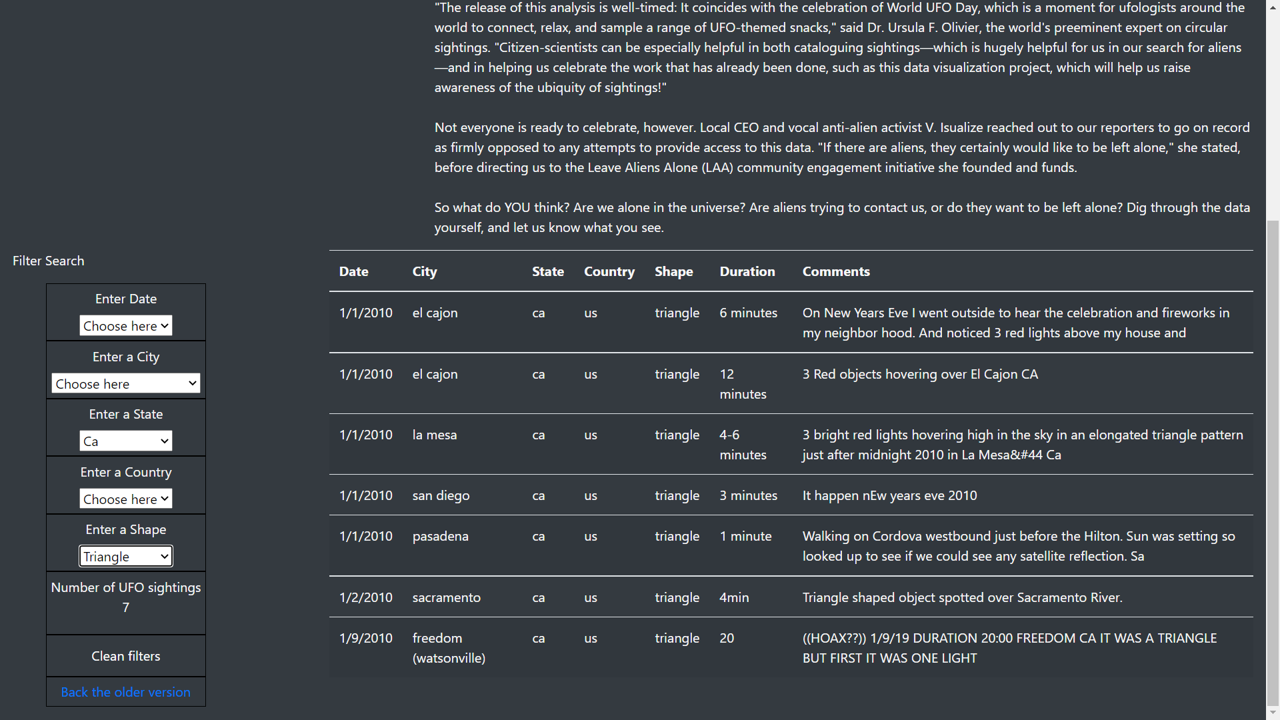 "The release of this analysis is well-timed: It coincides with the celebration of World UFO Day, which is a moment for ufologists around the
world to connect, relax, and sample a range of UFO-themed snacks," said Dr. Ursula F. Olivier, the world's preeminent expert on circular
sightings. "Citizen-scientists can be especially helpful in both cataloguing sightings—which is hugely helpful for us in our search for aliens
—and in helping us celebrate the work that has already been done, such as this data visualization project, which will help us raise
awareness of the ubiquity of sightings!"
Not everyone is ready to celebrate, however. Local CEO and vocal anti-alien activist V. Isualize reached out to our reporters to go on record
as firmly opposed to any attempts to provide access to this data. "If there are aliens, they certainly would like to be left alone," she stated,
before directing us to the Leave Aliens Alone (LAA) community engagement initiative she founded and funds.
So what do YOU think? Are we alone in the universe? Are aliens trying to contact us, or do they want to be left alone? Dig through the data
yourself, and let us know what you see.
Filter Search
Enter Date
Choose here
Enter a City
Choose here
Enter a State
Ca
Enter a Country
Choose here
Enter a Shape
Triangle
Number of UFO sightings
7
Clean filters
Back the older version
Date City State Country Shape Duration Comments
1/1/2010 el cajon ca us triangle 6 minutes On New Years Eve I went outside to hear the celebration and fireworks in
my neighbor hood. And noticed 3 red lights above my house and
1/1/2010 el cajon ca us triangle 12 3 Red objects hovering over El Cajon CA
minutes
1/1/2010 la mesa ca us triangle 4-6 3 bright red lights hovering high in the sky in an elongated triangle pattern
minutes just after midnight 2010 in La Mesa&#44 Ca
1/1/2010 san diego ca us triangle 3 minutes It happen nEw years eve 2010
1/1/2010 pasadena ca us triangle 1 minute Walking on Cordova westbound just before the Hilton. Sun was setting so
looked up to see if we could see any satellite reflection. Sa
1/2/2010 sacramento ca us triangle 4min Triangle shaped object spotted over Sacramento River.
1/9/2010 freedom ca us triangle 20 ((HOAX??)) 1/9/19 DURATION 20:00 FREEDOM CA IT WAS A TRIANGLE
(watsonville) BUT FIRST IT WAS ONE LIGHT